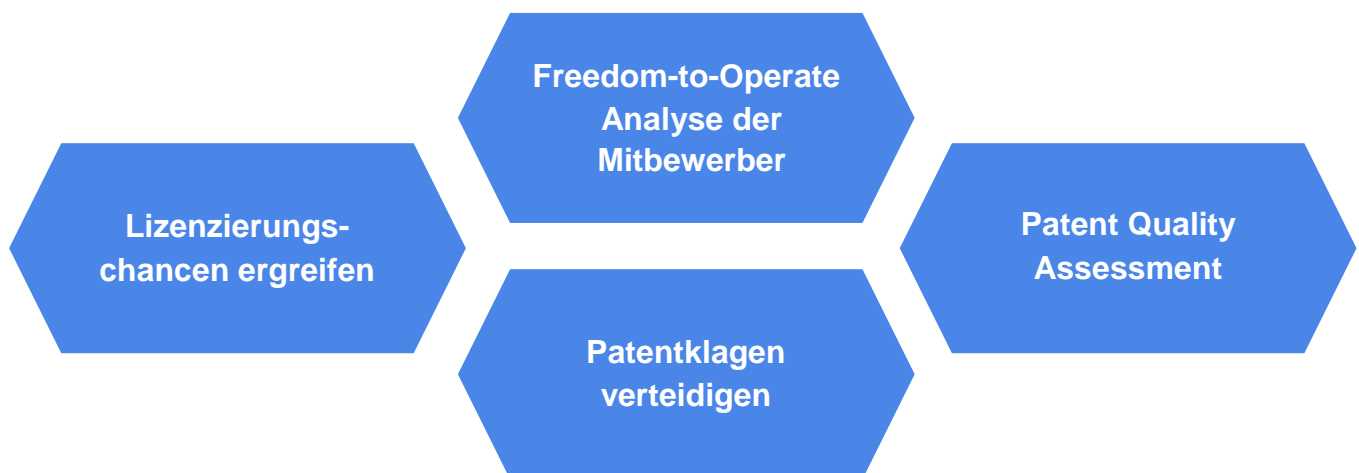 Freedom-to-Operate
Analyse der
Mitbewerber
Lizenzierungs-
chancen ergreifen
Patent Quality
Assessment
Patentklagen
verteidigen